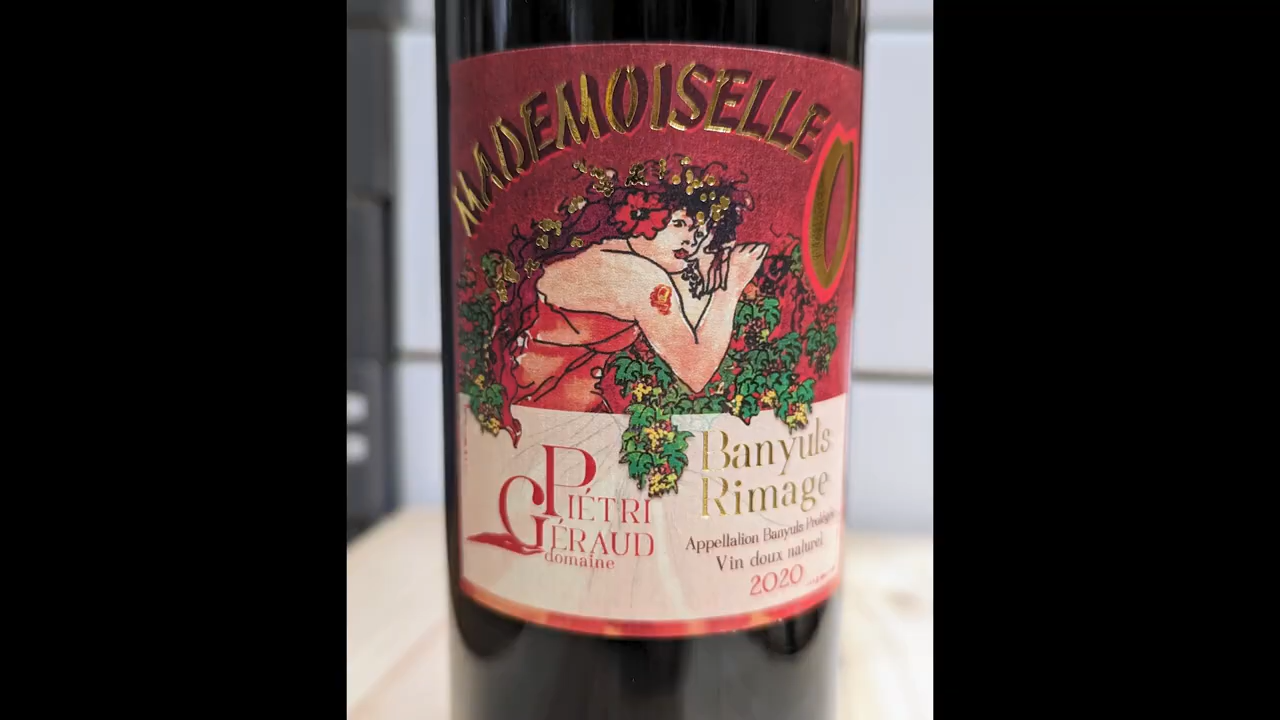 MADEMOISELLE
PIÉTRI
GÉRAUD
domaine
Banyuls
Rimage
Appellation Banyuls Protégée
Vin doux naturel
2020